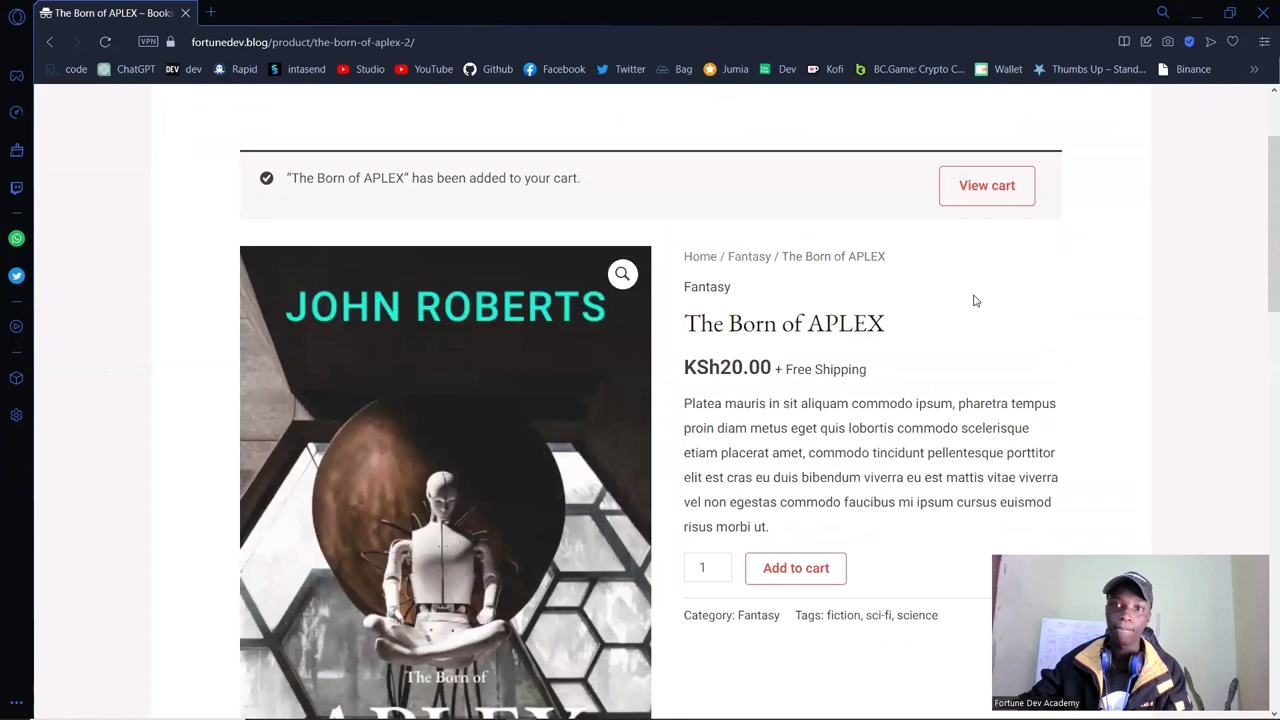 The Born of APLEX – Books
VPN
fortunedev.blog/product/the-born-of-aplex-2/
code
ChatGPT
DEV dev
Rapid
intasend
Studio
YouTube
Github
Facebook
Twitter
Bag
Jumia
Dev
Kofi
BC.Game: Crypto C...
Wallet
Thumbs Up – Stand...
Binance
“The Born of APLEX” has been added to your cart.
View cart
JOHN ROBERTS
The Born of
APLEX
Home / Fantasy / The Born of APLEX
Fantasy
The Born of APLEX
KSh20.00 + Free Shipping
Platea mauris in sit aliquam commodo ipsum, pharetra tempus
proin diam metus eget quis lobortis commodo scelerisque
etiam placerat amet, commodo tincidunt pellentesque porttitor
elit est cras eu duis bibendum viverra eu est mattis vitae viverra
vel non egestas commodo faucibus mi ipsum cursus euismod
risus morbi ut.
1
Add to cart
Category: Fantasy Tags: fiction, sci-fi, science
Fortune Dev Academy